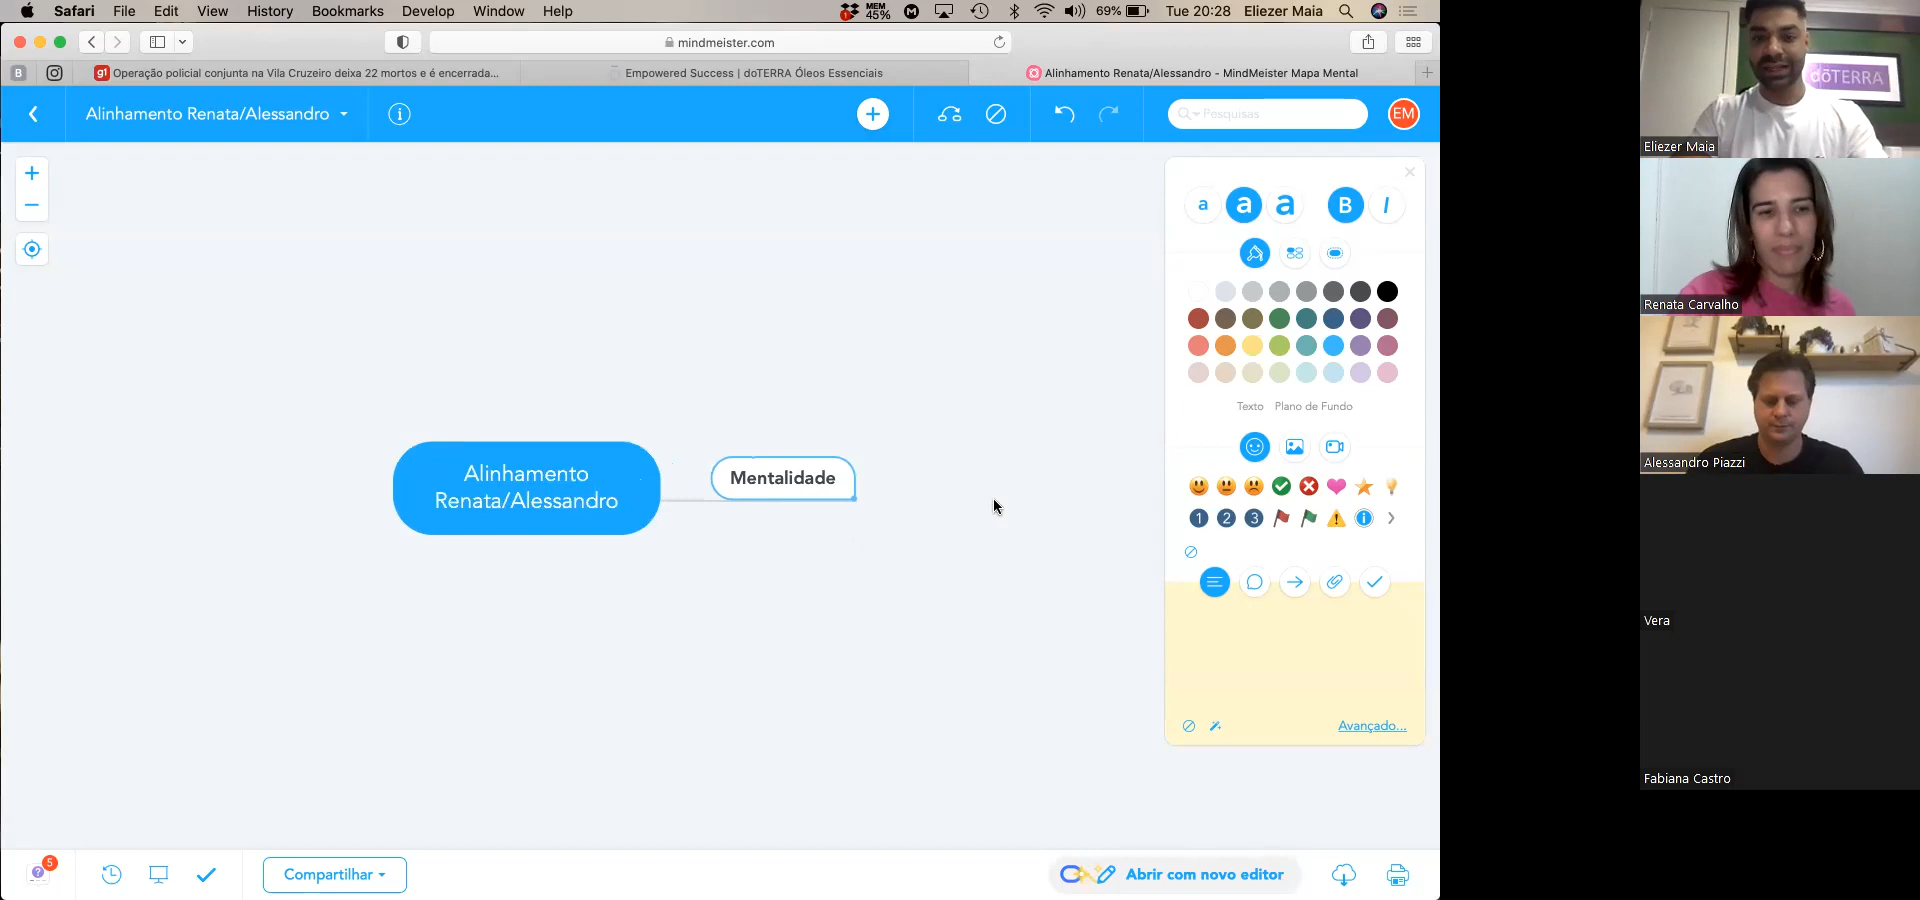 Safari File Edit View History Bookmarks Develop Window Help
1 MEM 45% M 69% Tue 20:28 Eliezer Maia
mindmeister.com
B g1 Operação policial conjunta na Vila Cruzeiro deixa 22 mortos e é encerrada...
Empowered Success | doTERRA Óleos Essenciais
Alinhamento Renata/Alessandro - MindMeister Mapa Mental
Alinhamento Renata/Alessandro
Pesquisas
EM
a a a B I
Texto Plano de Fundo
1 2 3
Avançado...
Alinhamento
Renata/Alessandro
Mentalidade
5
Compartilhar
Abrir com novo editor
dōTERRA
Eliezer Maia
Renata Carvalho
Alessandro Piazzi
Vera
Fabiana Castro